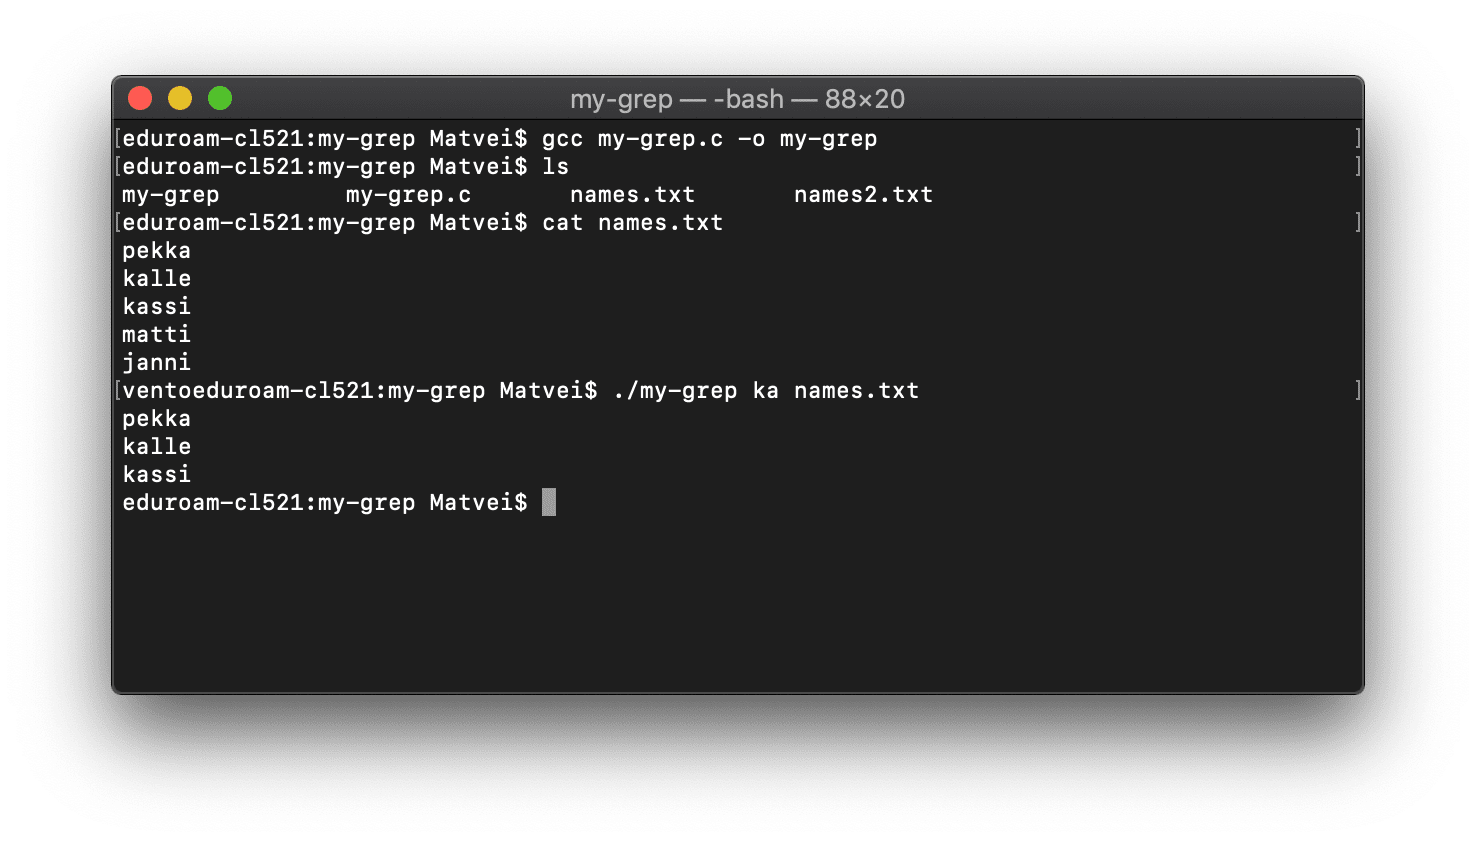 my-grep — -bash — 88×20
[eduroam-cl521:my-grep Matvei$ gcc my-grep.c -o my-grep ]
[eduroam-cl521:my-grep Matvei$ ls ]
my-grep my-grep.c names.txt names2.txt
[eduroam-cl521:my-grep Matvei$ cat names.txt ]
pekka
kalle
kassi
matti
janni
[ventoeduroam-cl521:my-grep Matvei$ ./my-grep ka names.txt ]
pekka
kalle
kassi
eduroam-cl521:my-grep Matvei$